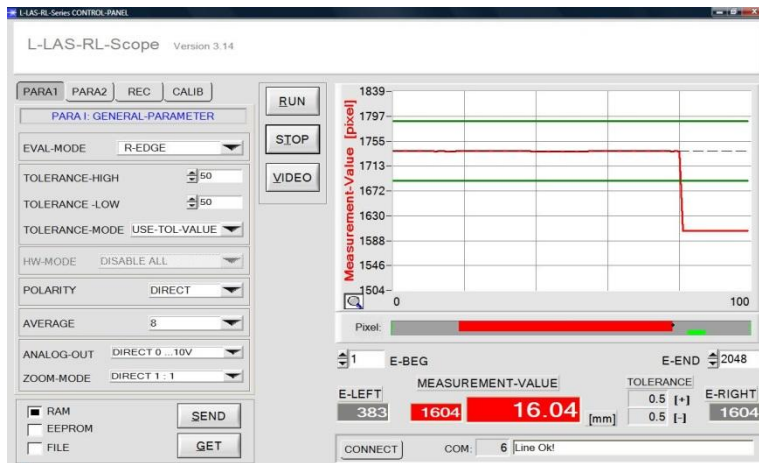 L-LAS-RL-Series CONTROL-PANEL
L-LAS-RL-Scope Version 3.14
PARA1 PARA2 REC CALIB
PARA I: GENERAL-PARAMETER
EVAL-MODE R-EDGE
TOLERANCE-HIGH 50
TOLERANCE -LOW 50
TOLERANCE-MODE USE-TOL-VALUE
HW-MODE DISABLE ALL
POLARITY DIRECT
AVERAGE 8
ANALOG-OUT DIRECT 0 ...10V
ZOOM-MODE DIRECT 1 : 1
RAM
EEPROM
FILE
SEND
GET
RUN
STOP
VIDEO
Measurement-Value [pixel]
1839
1797
1755
1713
1672
1630
1588
1546
1504
0 100
Pixel:
1 E-BEG E-END 2048
E-LEFT MEASUREMENT-VALUE TOLERANCE E-RIGHT
383 1604 16.04 [mm] 0.5 [+] 0.5 [-] 1604
CONNECT COM: 6 Line Ok!